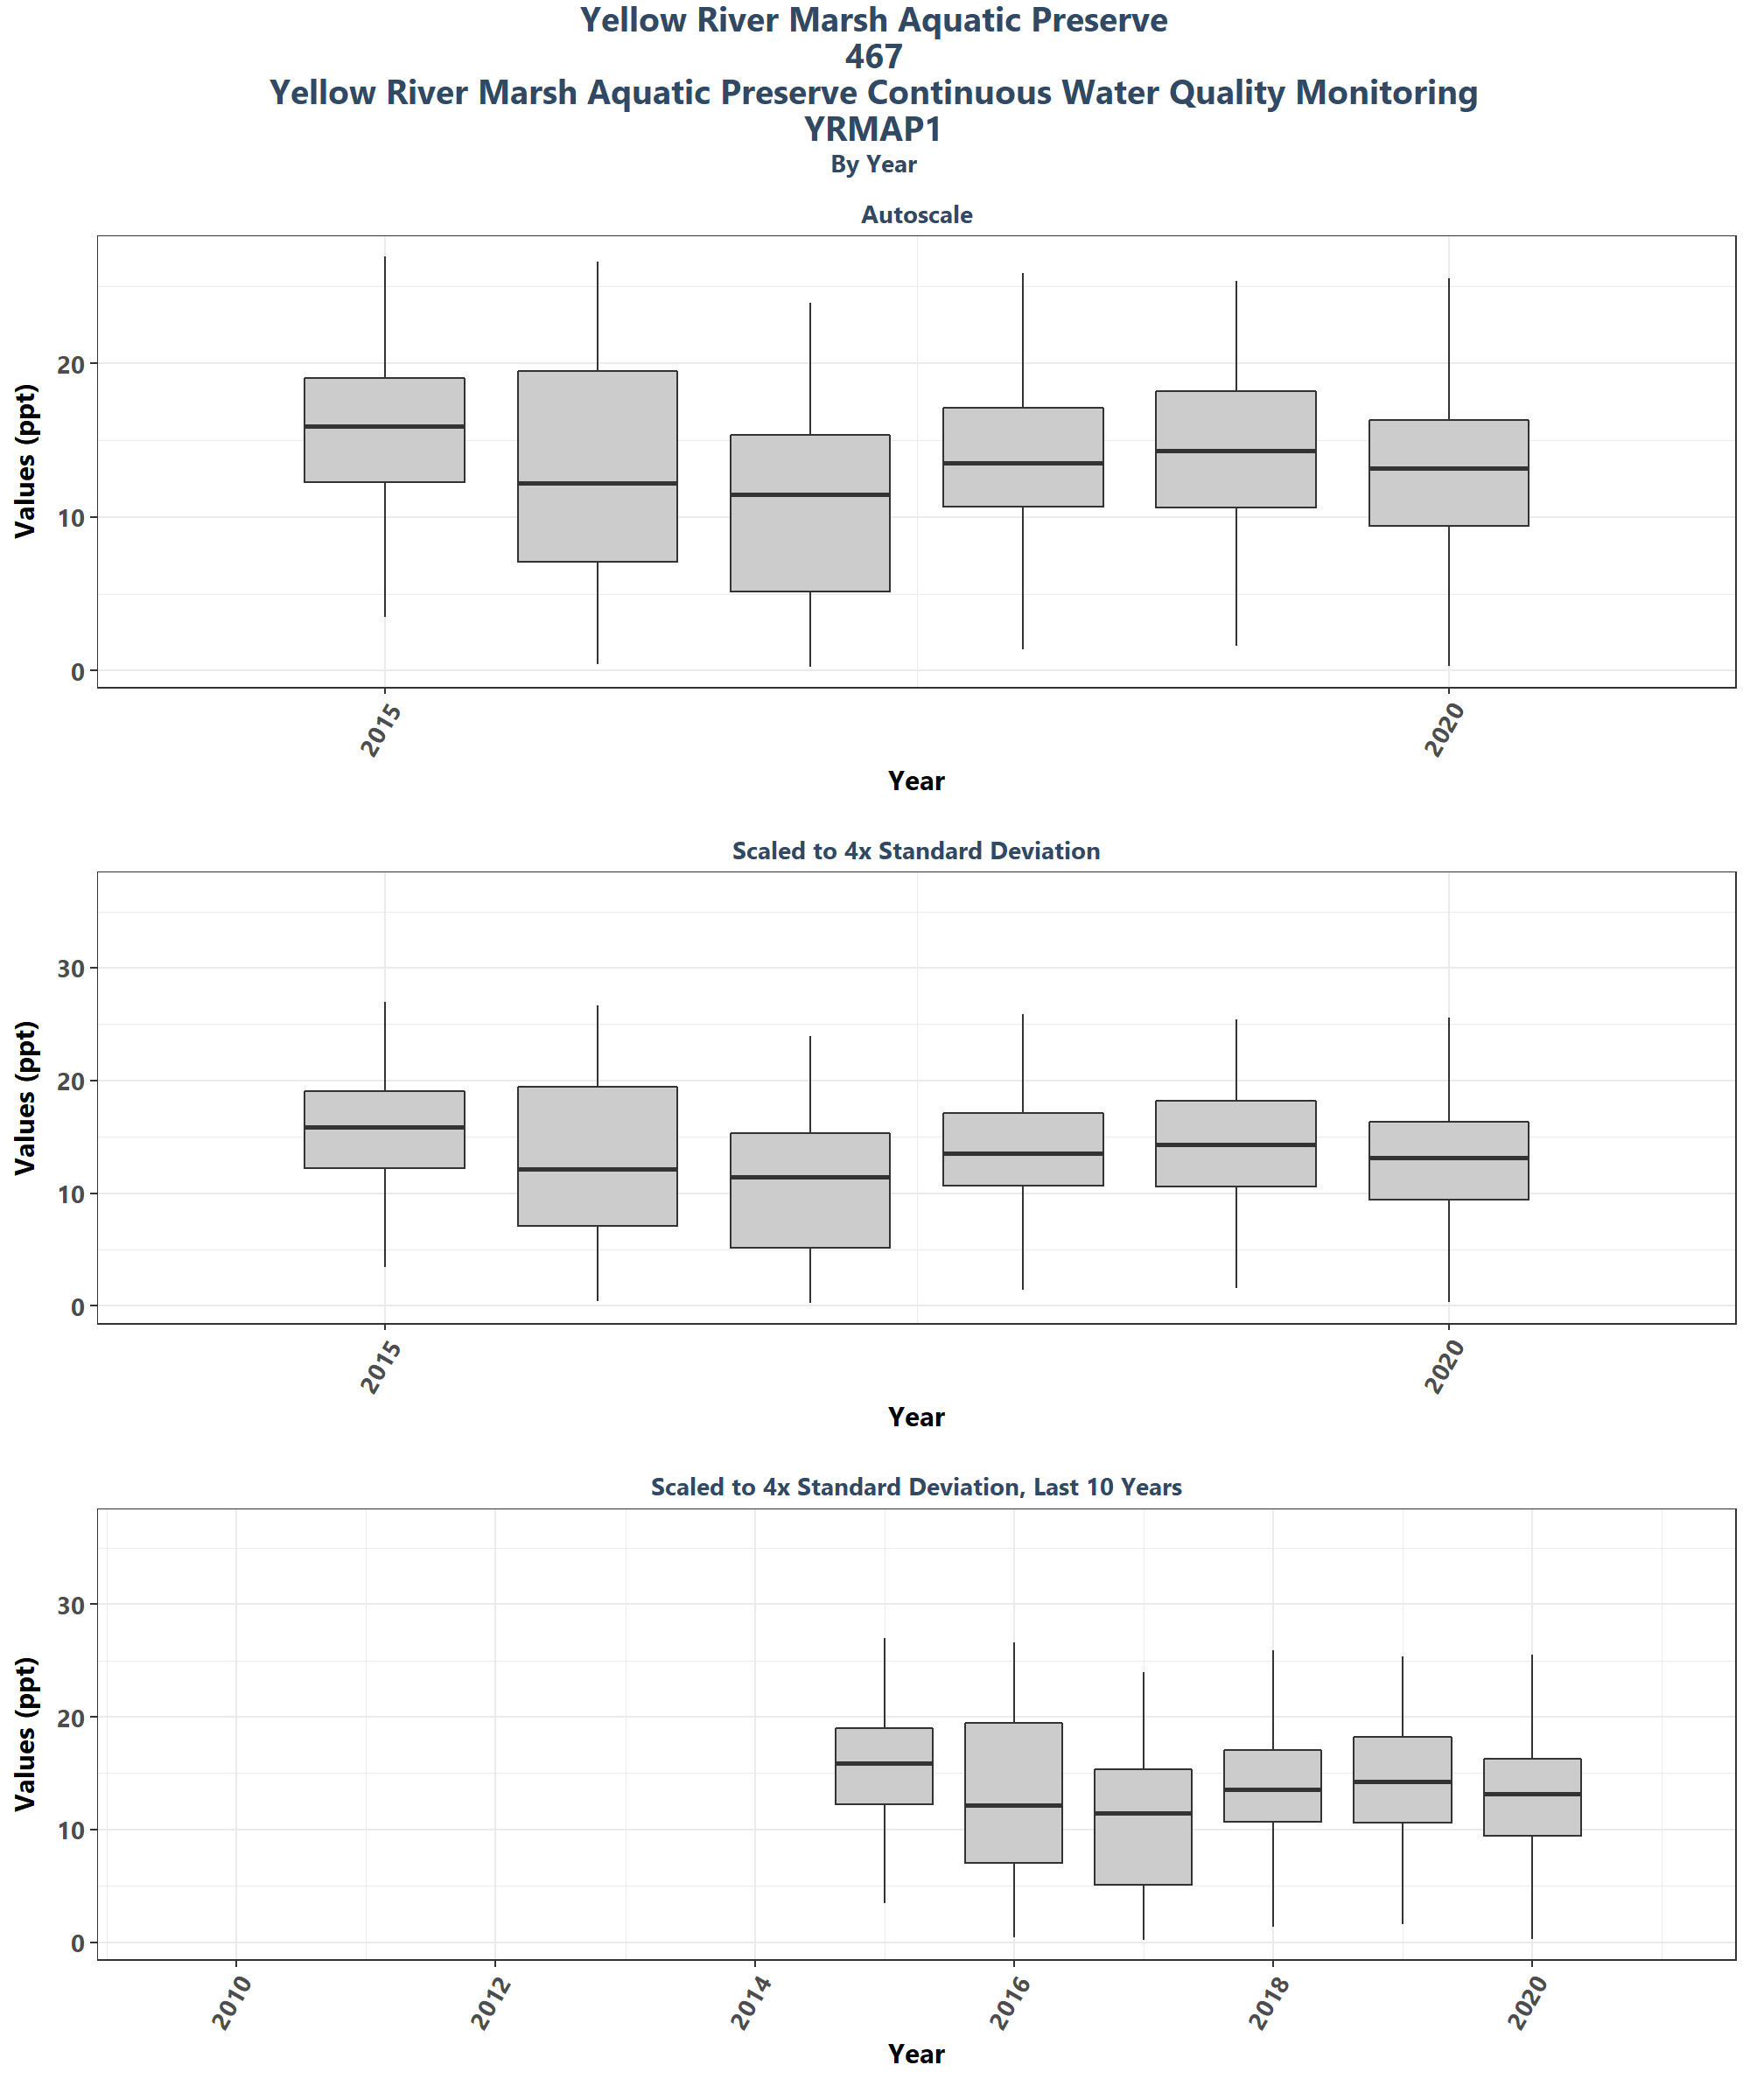 Yellow River Marsh Aquatic Preserve
467
Yellow River Marsh Aquatic Preserve Continuous Water Quality Monitoring
YRMAP1
By Year
Autoscale
Values (ppt)
20
10
0
2015
2020
Year
Scaled to 4x Standard Deviation
Values (ppt)
30
20
10
0
2015
2020
Year
Scaled to 4x Standard Deviation, Last 10 Years
Values (ppt)
30
20
10
0
2010
2012
2014
2016
2018
2020
Year